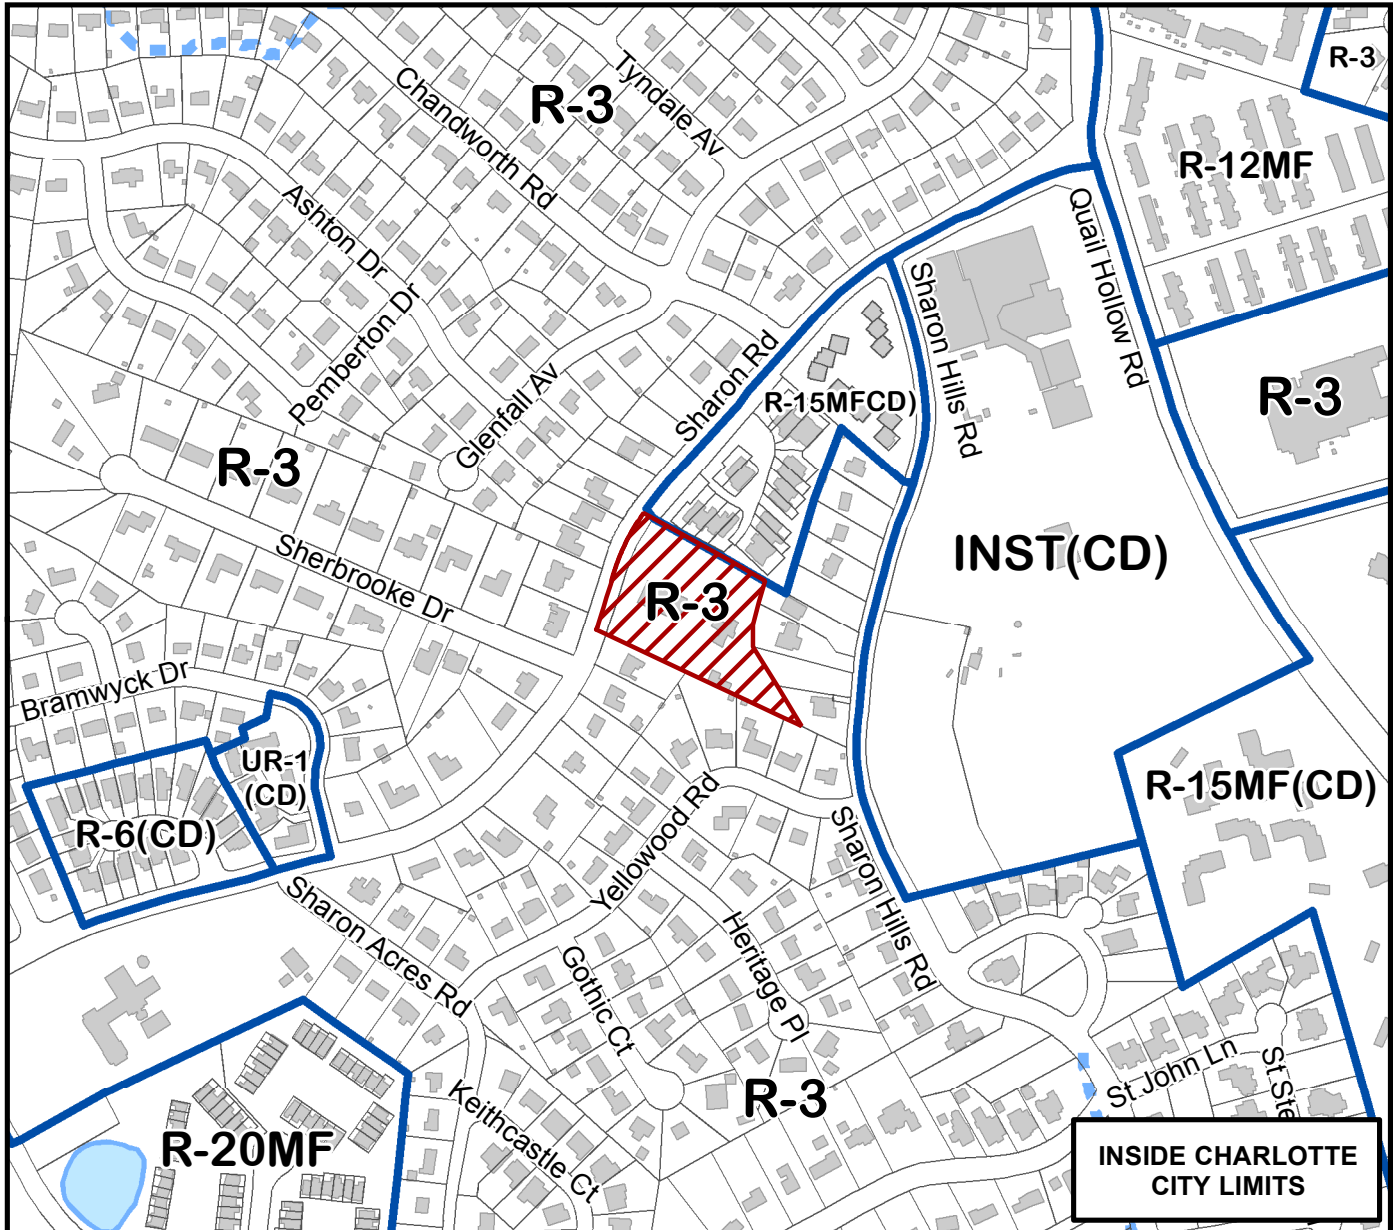 R-3
Tyndale Av
R-3
Chandworth Rd
R-12MF
Ashton Dr
Quail Hollow Rd
Sharon Hills Rd
Pemberton Dr
Sharon Rd
Glenfall Av
R-15MFCD)
R-3
R-3
Sherbrooke Dr
INST(CD)
R-3
Bramwyck Dr
UR-1
(CD)
R-15MF(CD)
R-6(CD)
Yellowood Rd
Sharon Hills Rd
Sharon Acres Rd
Heritage Pl
Gothic Ct
St John Ln
St Ste
Keithcastle Ct
R-3
R-20MF
INSIDE CHARLOTTE
CITY LIMITS